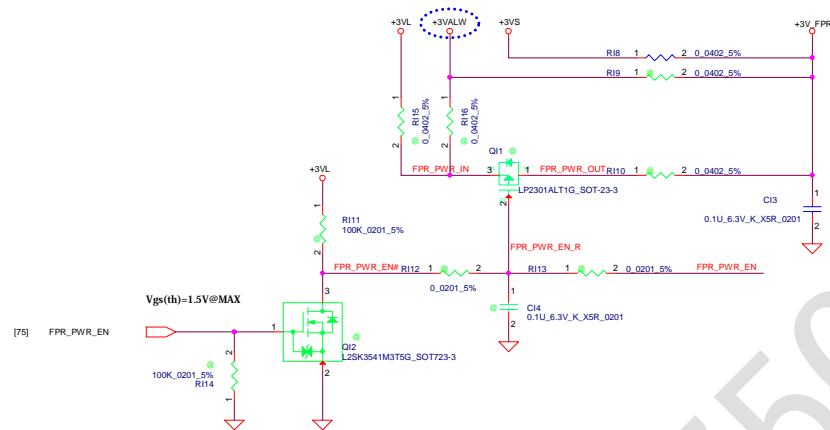 +3VL
+3VALW
+3VS
+3V_FPR
RI8 1 2 0_0402_5%
RI9 1 @ 2 0_0402_5%
1 RI15 0_0402_5% @ 2
1 RI16 0_0402_5% @ 2
QI1 @
FPR_PWR_IN 3 1 FPR_PWR_OUT RI10 1 @ 2 0_0402_5%
LP2301ALT1G_SOT-23-3
2
1
CI3
0.1U_6.3V_K_X5R_0201
2
+3VL
1
RI11
100K_0201_5%
@
2
FPR_PWR_EN_R
FPR_PWR_EN# RI12 1 @ 2 RI13 1 @ 2 0_0201_5% FPR_PWR_EN
0_0201_5%
Vgs(th)=1.5V@MAX
3
1
@ CI4
0.1U_6.3V_K_X5R_0201
2
[75] FPR_PWR_EN
1
@
QI2
L2SK3541M3T5G_SOT723-3
2
2
@
100K_0201_5%
RI14
1